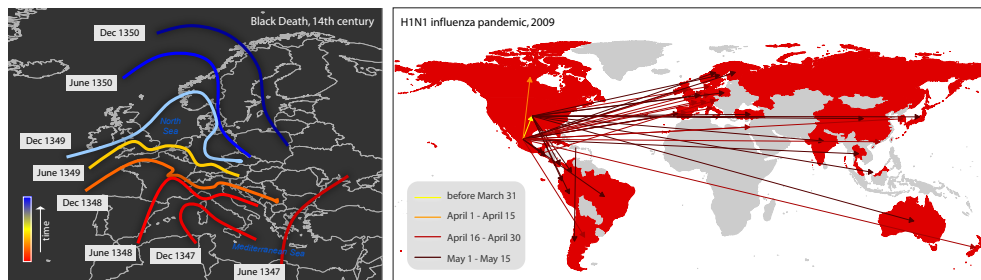 Black Death, 14th century
Dec 1350
June 1350
North
Sea
Dec 1349
June 1349
Dec 1348
time
June 1348
Dec 1347
Mediterranean Sea
June 1347
H1N1 influenza pandemic, 2009
before March 31
April 1 - April 15
April 16 - April 30
May 1 - May 15